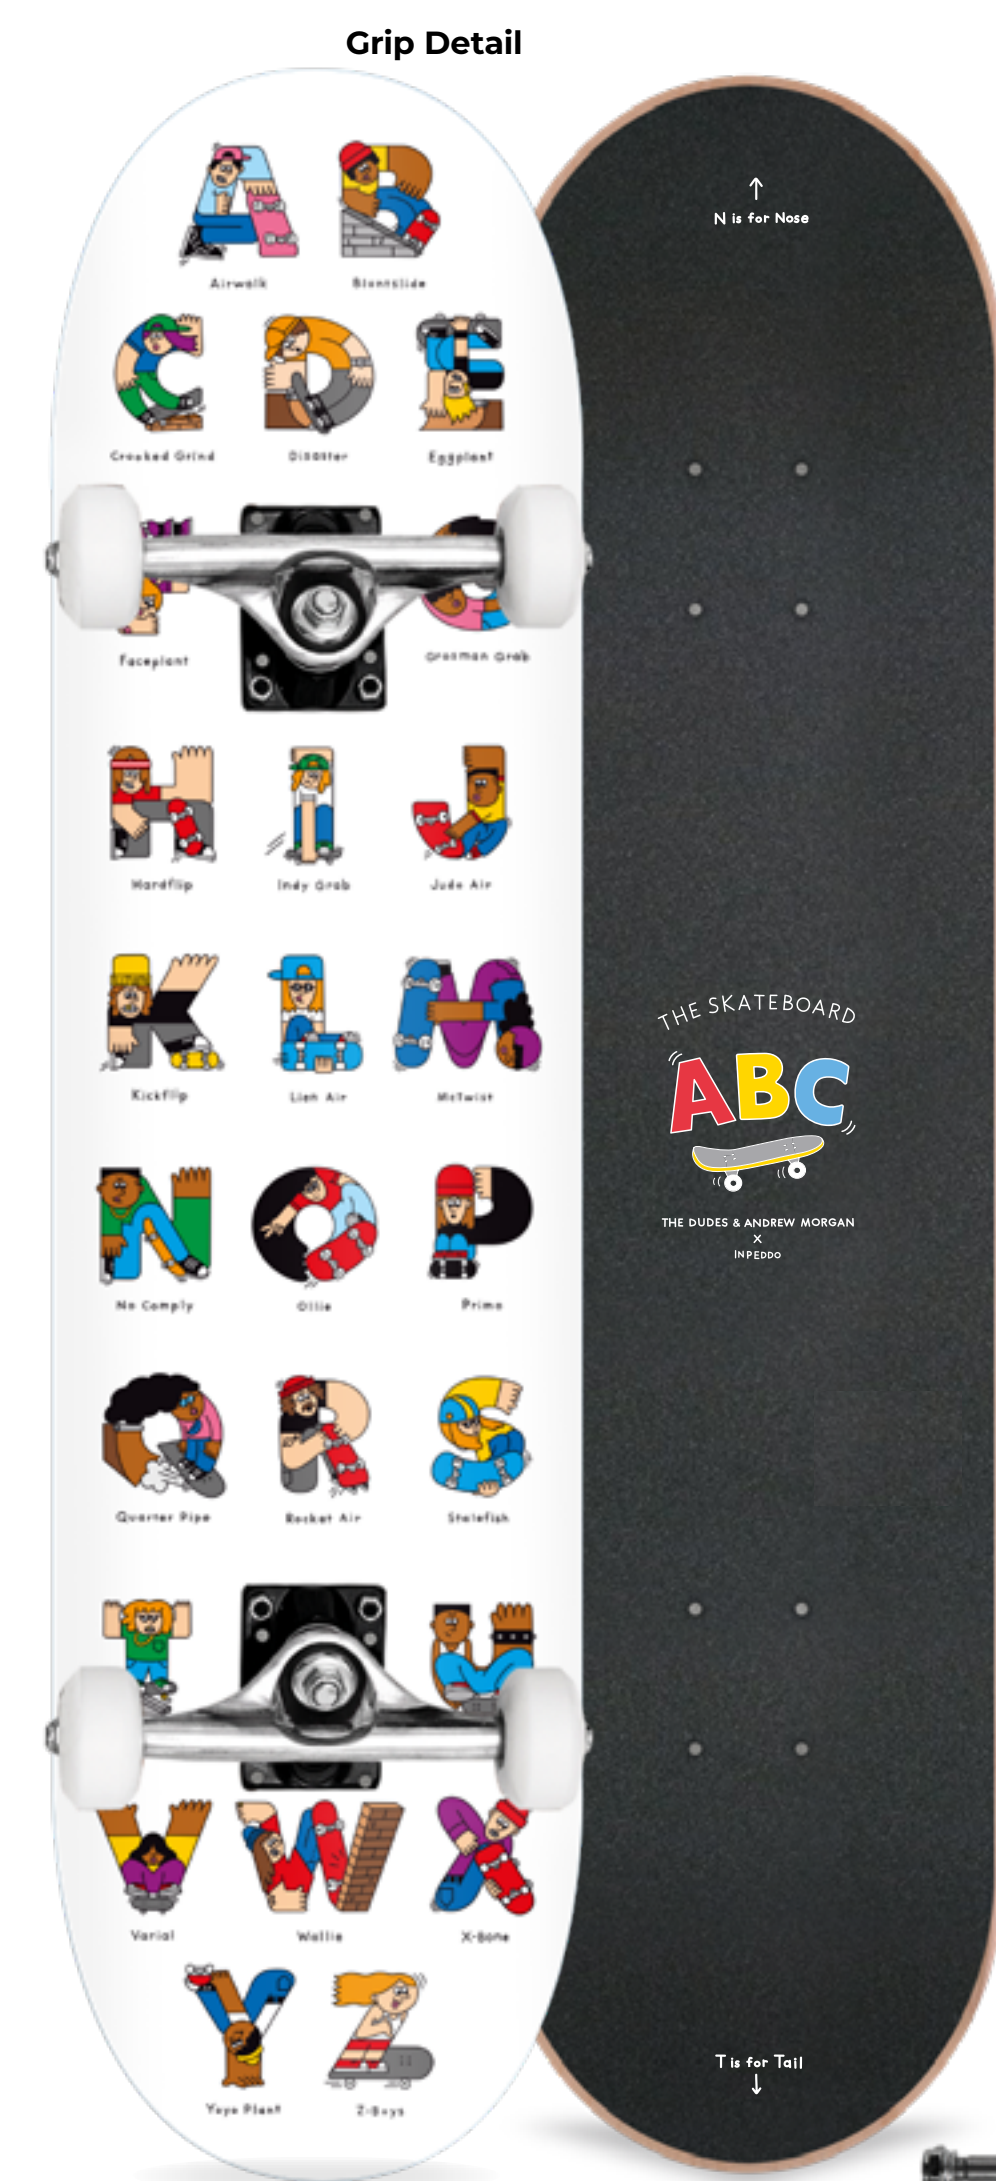 Grip Detail
Airwalk
Bluntslide
Crooked Grind
Disaster
Eggplant
Faceplant
Grosman Grab
Hardflip
Indy Grab
Judo Air
Kickflip
Lien Air
McTwist
No Comply
Ollie
Primo
Quarter Pipe
Rocket Air
Stalefish
Varial
Wallie
X-Bone
Yoyo Plant
Z-Boys
N is for Nose
THE SKATEBOARD
ABC
THE DUDES & ANDREW MORGAN
X
INPEDDO
T is for Tail